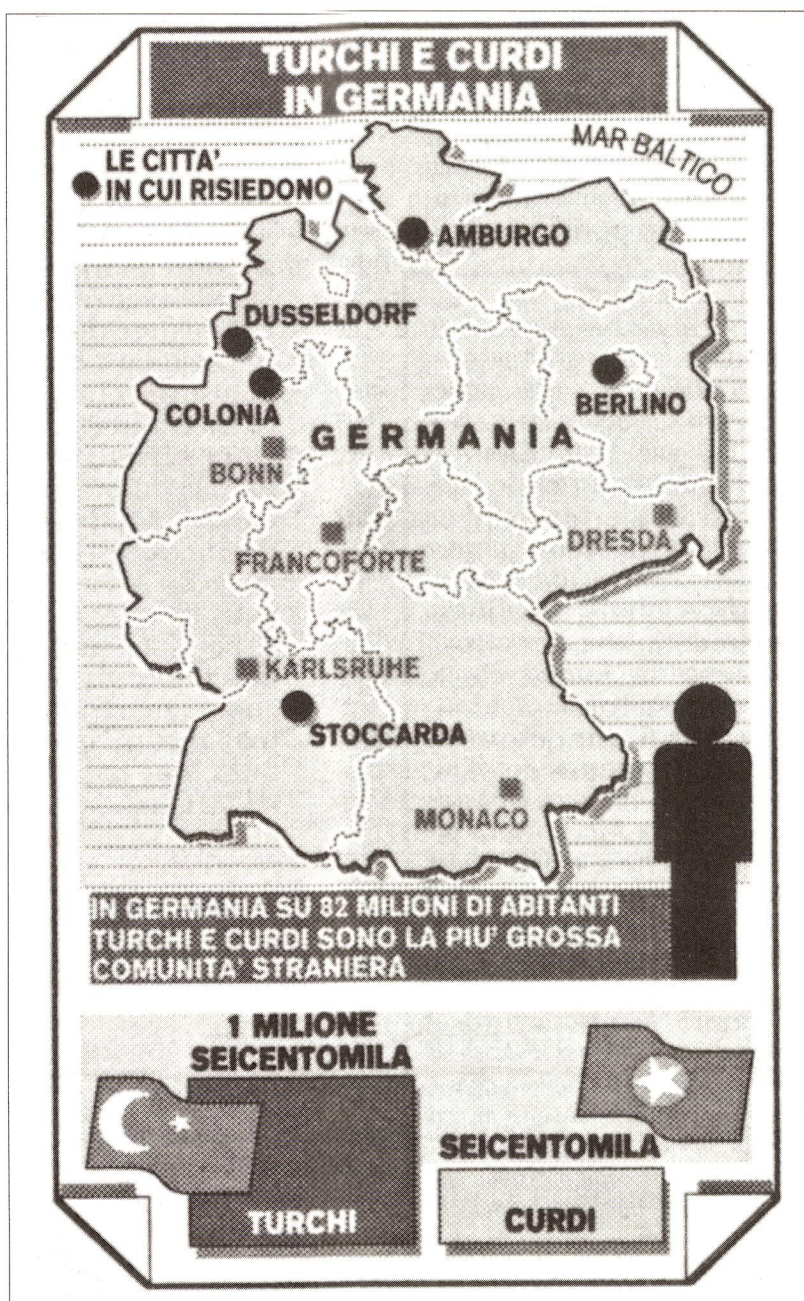 TURCHI E CURDI
IN GERMANIA
MAR BALTICO
LE CITTA'
IN CUI RISIEDONO
AMBURGO
DUSSELDORF
COLONIA
BERLINO
GERMANIA
BONN
FRANCOFORTE
DRESDA
KARLSRUHE
STOCCARDA
MONACO
IN GERMANIA SU 82 MILIONI DI ABITANTI
TURCHI E CURDI SONO LA PIU' GROSSA
COMUNITA' STRANIERA
1 MILIONE
SEICENTOMILA
TURCHI
SEICENTOMILA
CURDI